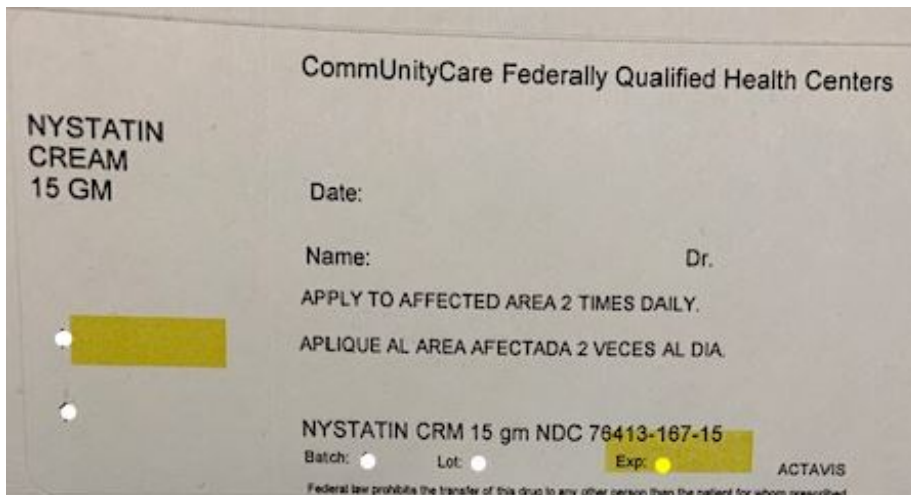 CommUnityCare Federally Qualified Health Centers
NYSTATIN
CREAM
15 GM
Date:
Name: Dr.
APPLY TO AFFECTED AREA 2 TIMES DAILY.
APLIQUE AL AREA AFECTADA 2 VECES AL DIA.
NYSTATIN CRM 15 gm NDC 76413-167-15
Batch: Lot: Exp: ACTAVIS
Federal law prohibits the transfer of this drug to any other person than the patient for whom prescribed